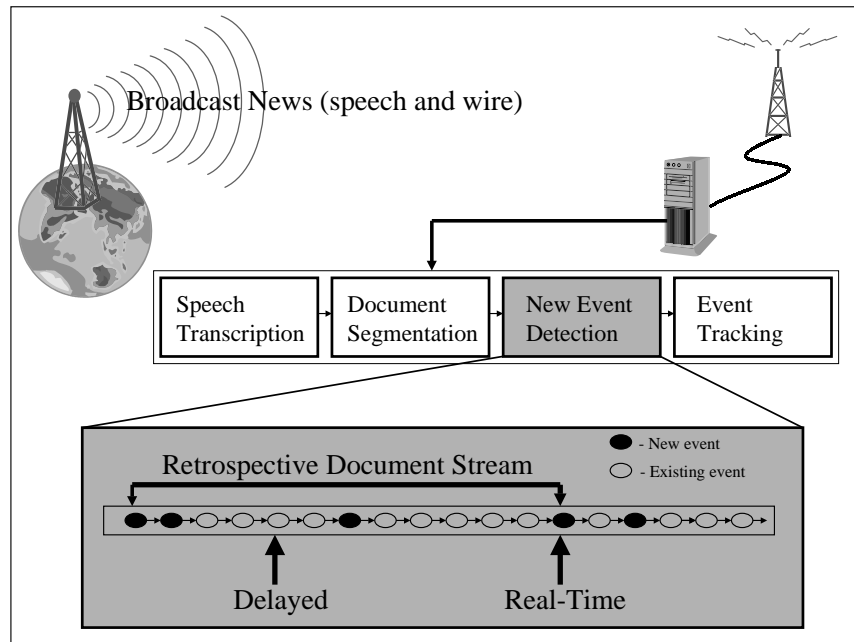 Broadcast News (speech and wire)
Speech
Transcription
Document
Segmentation
New Event
Detection
Event
Tracking
- New event
- Existing event
Retrospective Document Stream
Delayed
Real-Time